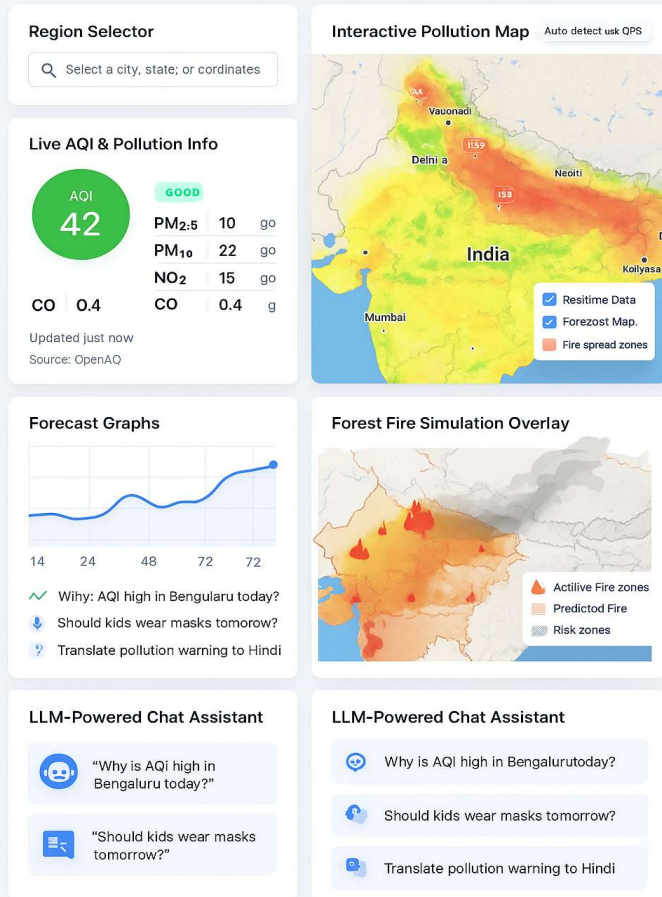 Region Selector
Select a city, state; or cordinates
Live AQI & Pollution Info
AQI
42
GOOD
PM2:5 10 go
PM10 22 go
NO2 15 go
CO 0.4 g
CO 0.4
Updated just now
Source: OpenAQ
Interactive Pollution Map
Auto detect usk QPS
AA
Vauonadi
1159
Delhi a
Neoiti
153
India
Koilyasa
Mumbai
Resitime Data
Forezost Map.
Fire spread zones
Forecast Graphs
14 24 48 72 72
Wihy: AQI high in Bengularu today?
Should kids wear masks tomorow?
Translate pollution warning to Hindi
Forest Fire Simulation Overlay
Actilive Fire zones
Predictod Fire
Risk zones
LLM-Powered Chat Assistant
“Why is AQi high in
Bengaluru today?”
“Should kids wear masks
tomorrow?”
LLM-Powered Chat Assistant
Why is AQI high in Bengalurutoday?
Should kids wear masks tomorrow?
Translate pollution warning to Hindi